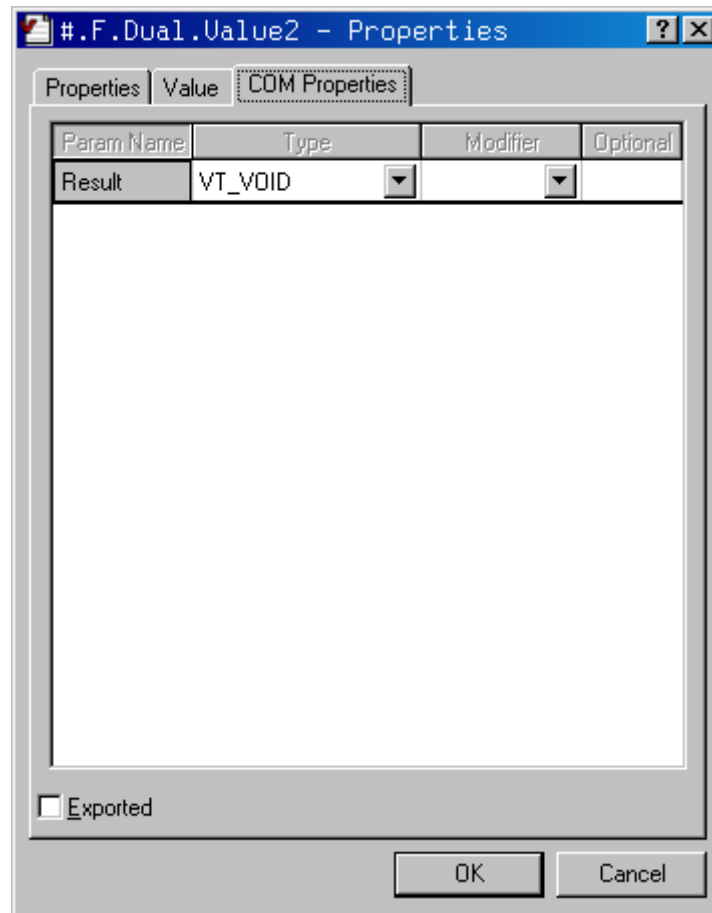 #.F.Dual.Value2 - Properties
Properties Value COM Properties
Param Name Type Modifier Optional
Result VT_VOID
Exported
OK Cancel